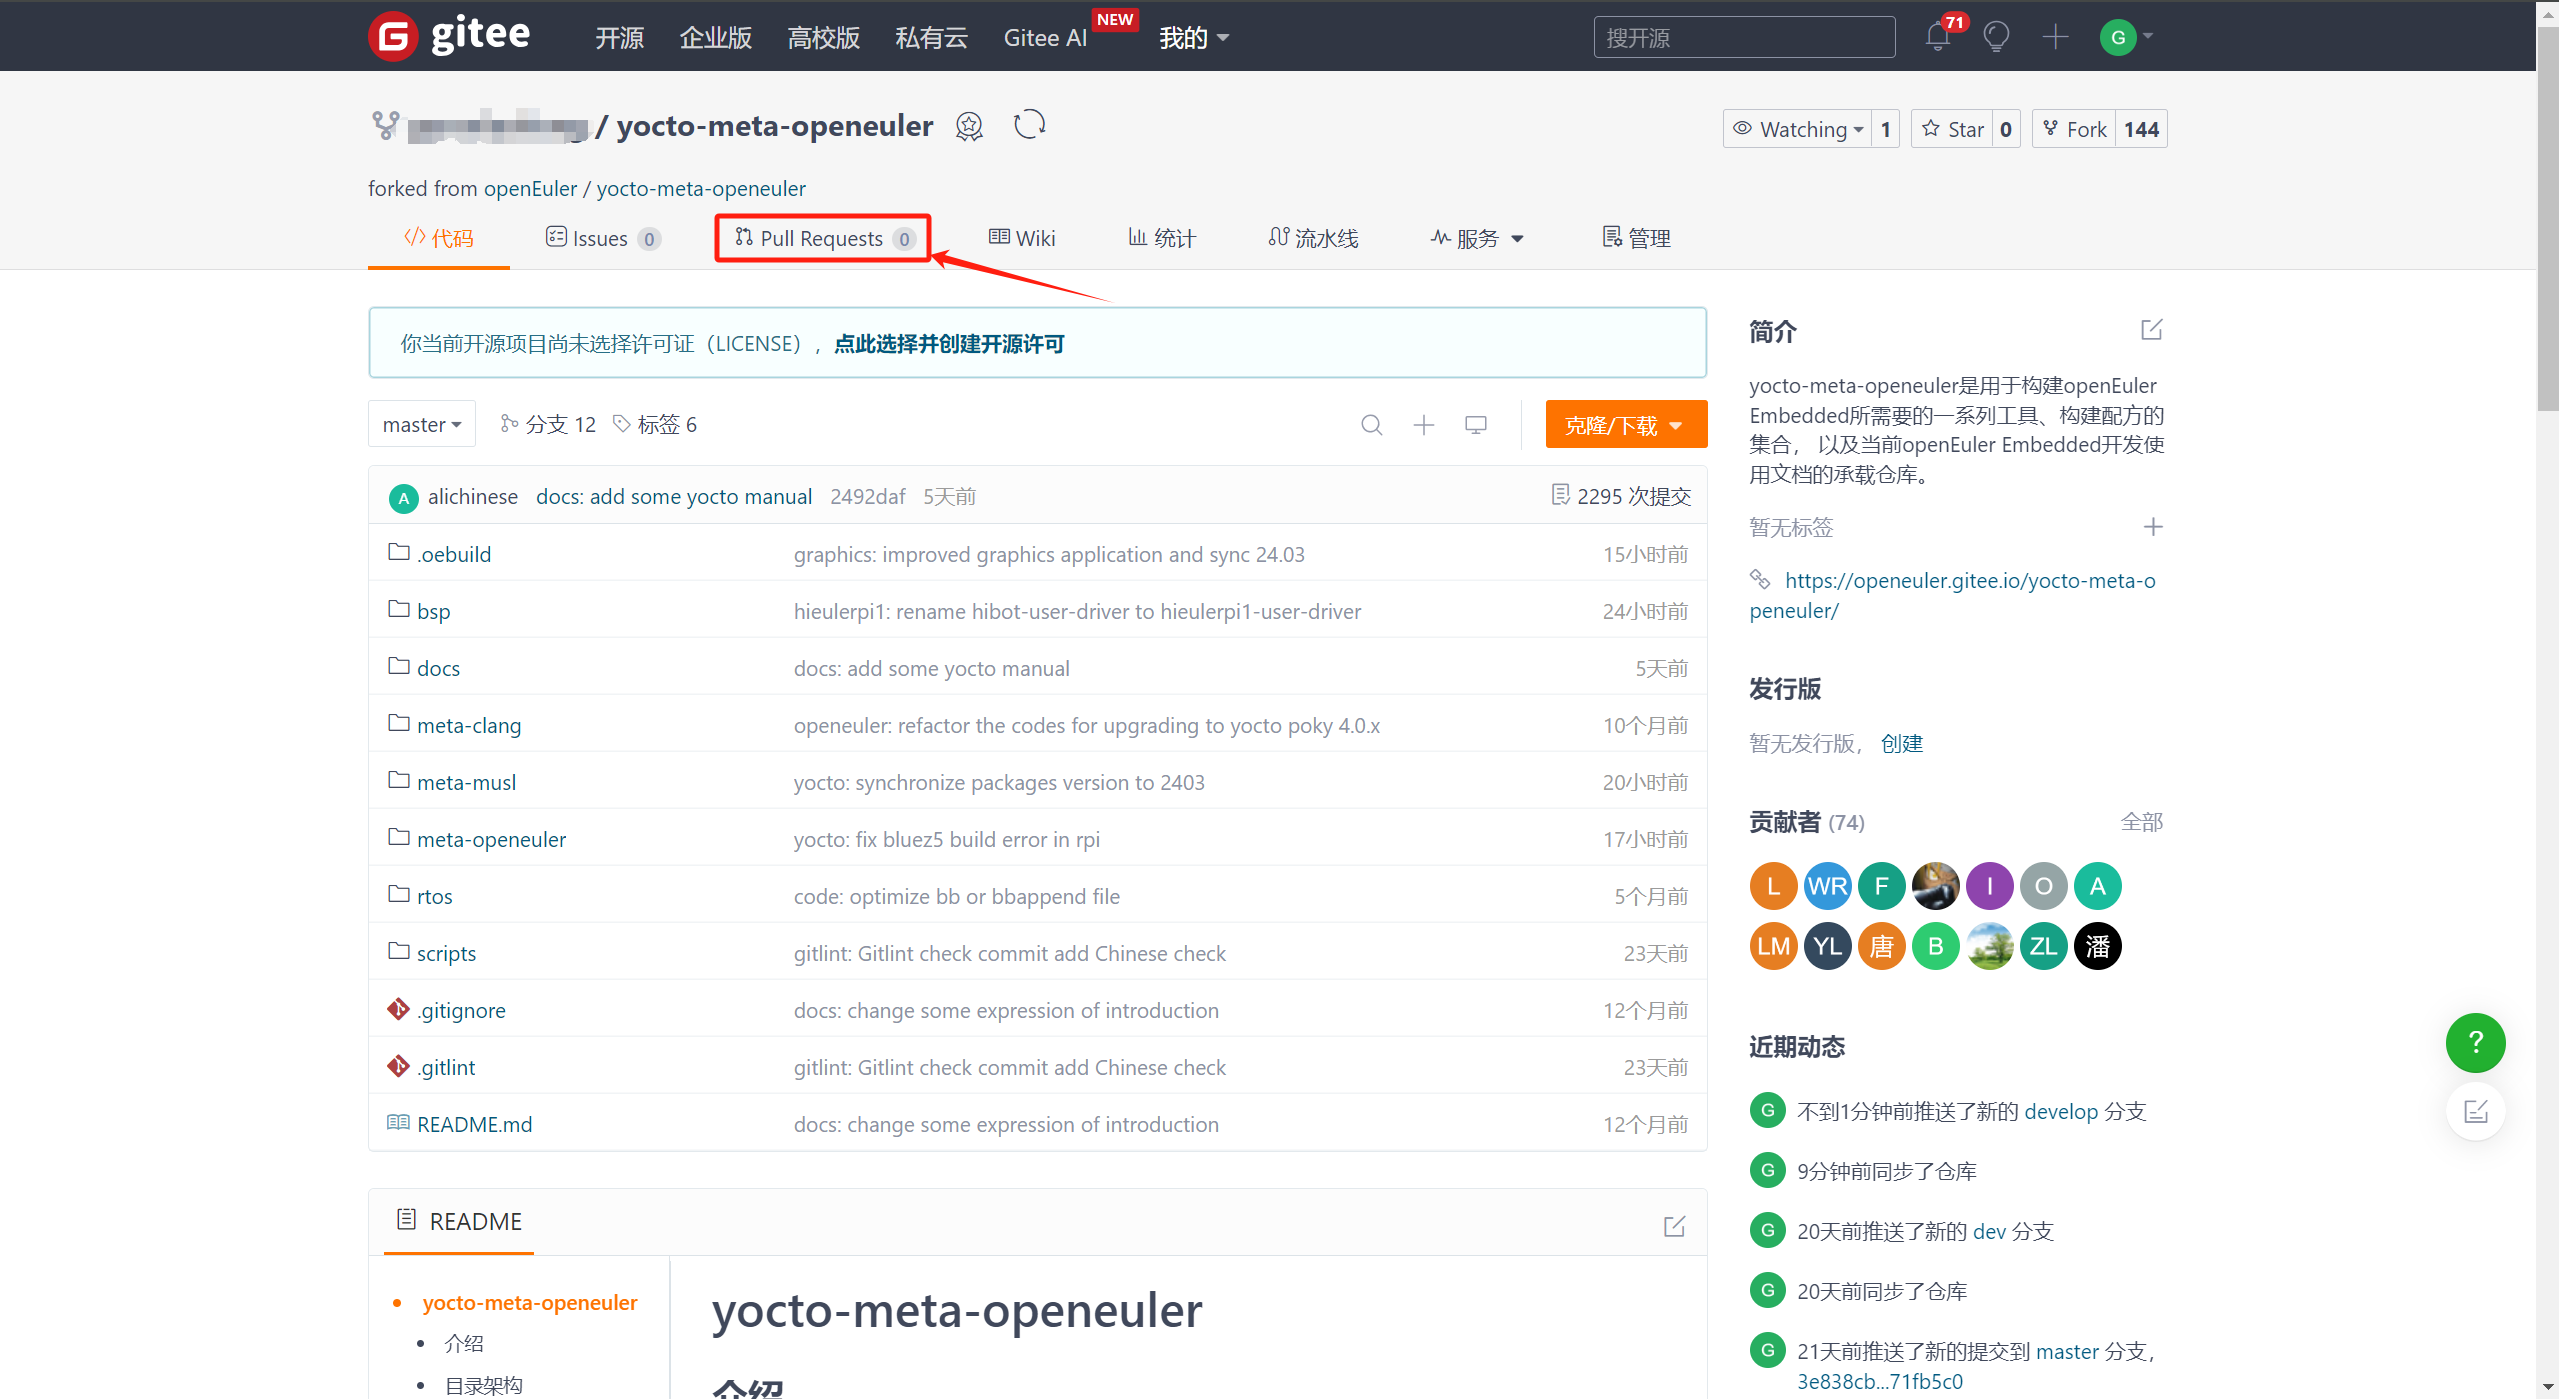 gitee 开源 企业版 高校版 私有云 Gitee AI NEW 我的 搜开源 71 G
/ yocto-meta-openeuler Watching 1 Star 0 Fork 144
forked from openEuler / yocto-meta-openeuler
代码 Issues 0 Pull Requests 0 Wiki 统计 流水线 服务 管理
你当前开源项目尚未选择许可证（LICENSE），点此选择并创建开源许可
master 分支 12 标签 6 克隆/下载
A alichinese docs: add some yocto manual 2492daf 5天前 2295 次提交
.oebuild graphics: improved graphics application and sync 24.03 15小时前
bsp hieulerpi1: rename hibot-user-driver to hieulerpi1-user-driver 24小时前
docs docs: add some yocto manual 5天前
meta-clang openeuler: refactor the codes for upgrading to yocto poky 4.0.x 10个月前
meta-musl yocto: synchronize packages version to 2403 20小时前
meta-openeuler yocto: fix bluez5 build error in rpi 17小时前
rtos code: optimize bb or bbappend file 5个月前
scripts gitlint: Gitlint check commit add Chinese check 23天前
.gitignore docs: change some expression of introduction 12个月前
.gitlint gitlint: Gitlint check commit add Chinese check 23天前
README.md docs: change some expression of introduction 12个月前
README
yocto-meta-openeuler
介绍
目录架构
yocto-meta-openeuler
介绍
简介
yocto-meta-openeuler是用于构建openEuler
Embedded所需要的一系列工具、构建配方的
集合， 以及当前openEuler Embedded开发使
用文档的承载仓库。
暂无标签
https://openeuler.gitee.io/yocto-meta-o
peneuler/
发行版
暂无发行版， 创建
贡献者 (74) 全部
L WR F I O A
LM YL 唐 B ZL 潘
近期动态
G 不到1分钟前推送了新的 develop 分支
G 9分钟前同步了仓库
G 20天前推送了新的 dev 分支
G 20天前同步了仓库
G 21天前推送了新的提交到 master 分支，
3e838cb...71fb5c0
?